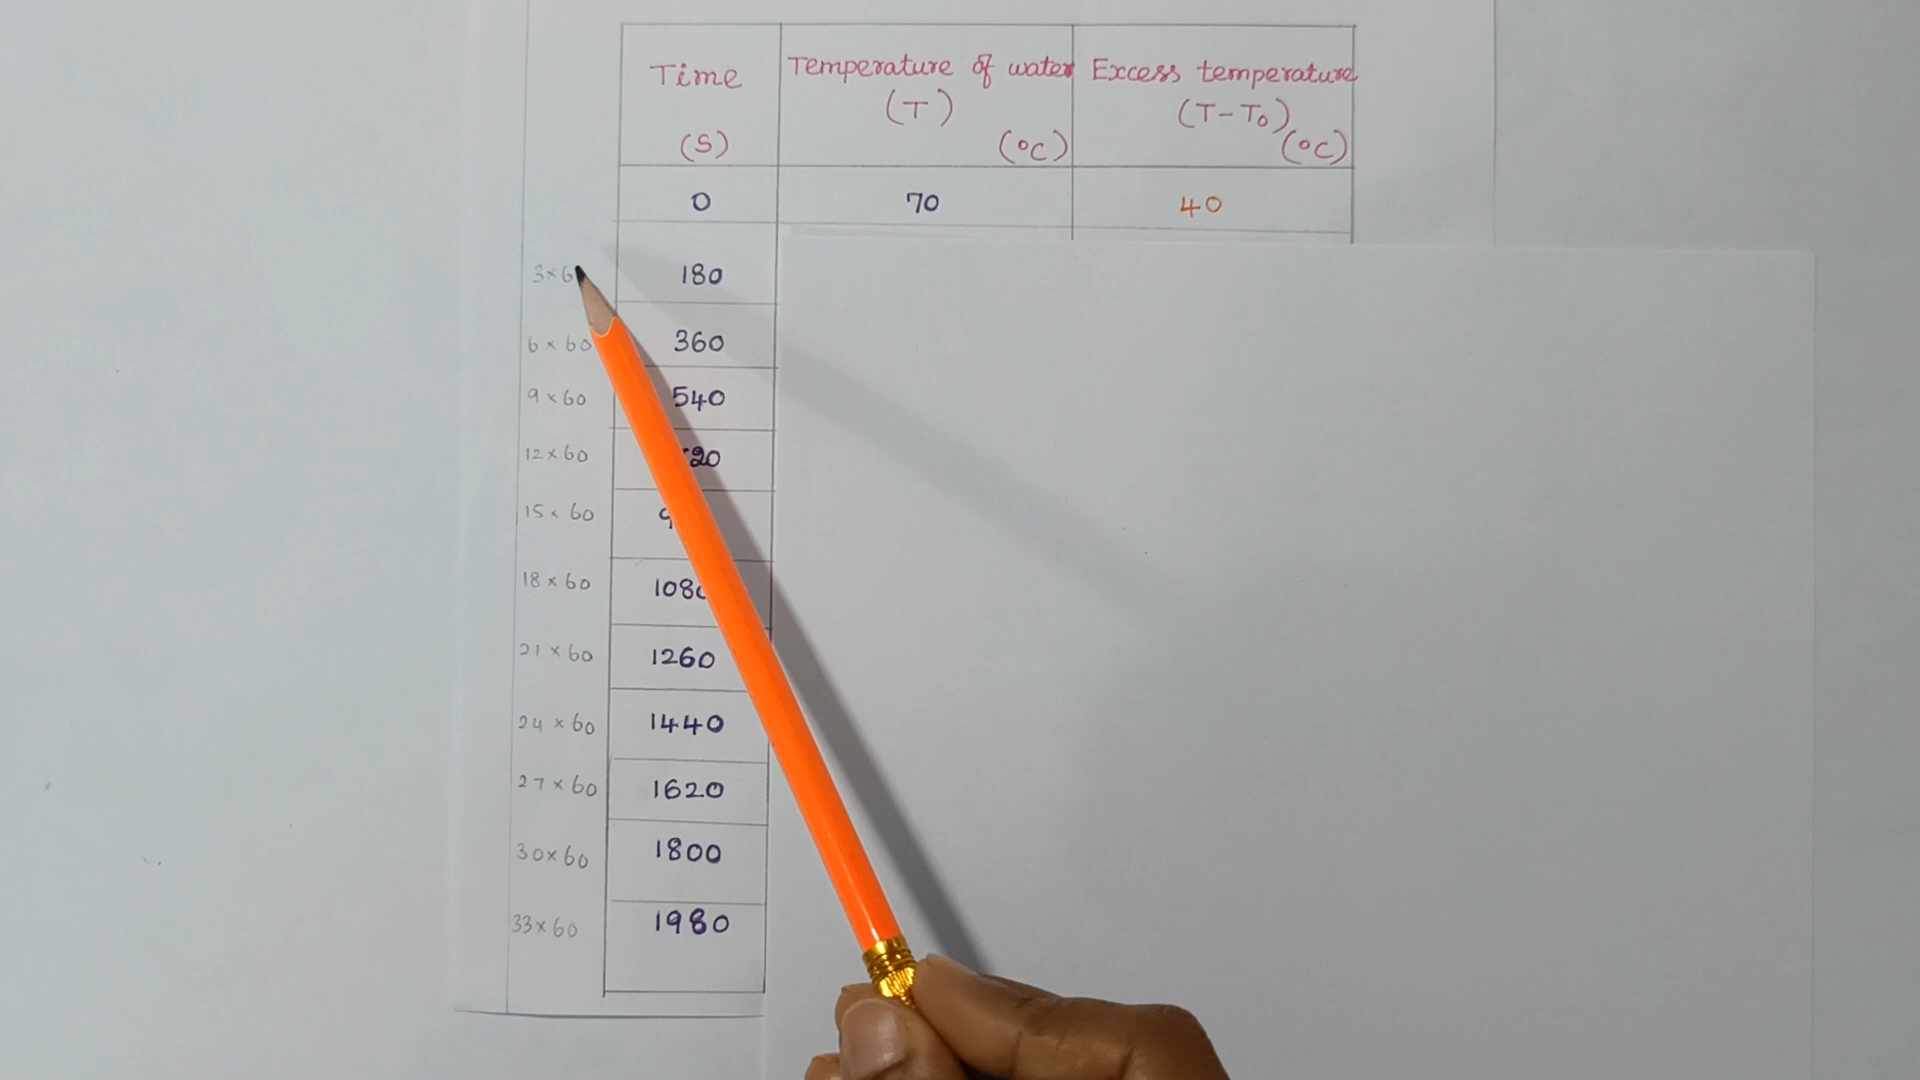 Time Temperature of water Excess temperature
(T) (T-T₀)
(S) (°C) (°C)
0 70 40
180
6 × 60 360
9 × 60 540
12 × 60
15 × 60
18 × 60
21 × 60 1260
24 × 60 1440
27 × 60 1620
30 × 60 1800
33 × 60 1980